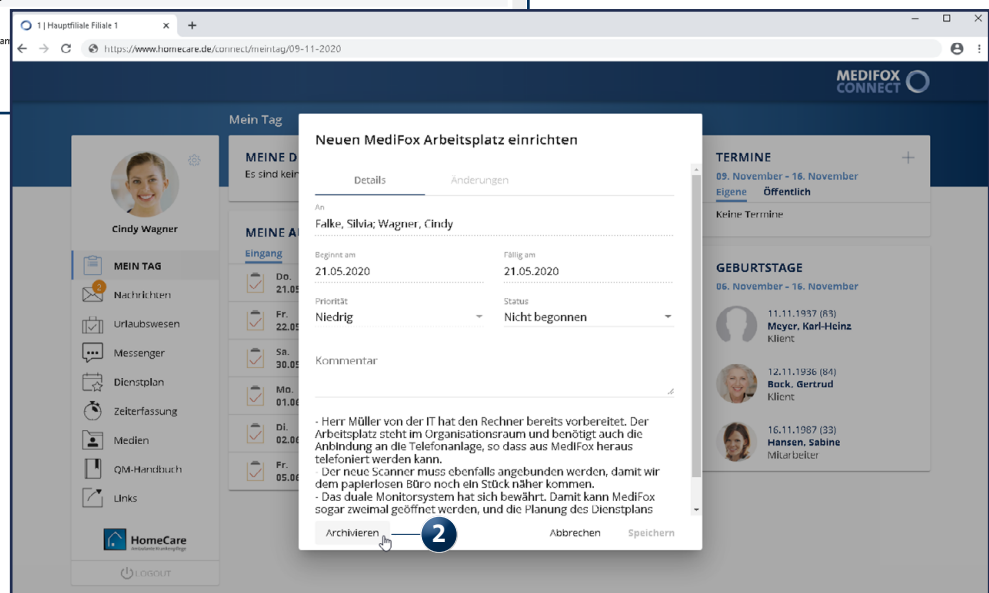 1 | Hauptfiliale Filiale 1
https://www.homecare.de/connect/meintag/09-11-2020
MEDIFOX
CONNECT
Mein Tag
Cindy Wagner
MEIN TAG
2
Nachrichten
Urlaubswesen
Messenger
Dienstplan
Zeiterfassung
Medien
QM-Handbuch
Links
HomeCare
LOGOUT
MEINE D
Es sind kein
MEINE AU
Eingang
Do.
21.05
Fr.
22.05
Sa.
30.05
Mo.
01.06
Di.
02.06
Fr.
05.06
Neuen MediFox Arbeitsplatz einrichten
Details Änderungen
An
Falke, Silvia; Wagner, Cindy
Beginnt am Fällig am
21.05.2020 21.05.2020
Priorität Status
Niedrig Nicht begonnen
Kommentar
- Herr Müller von der IT hat den Rechner bereits vorbereitet. Der
Arbeitsplatz steht im Organisationsraum und benötigt auch die
Anbindung an die Telefonanlage, so dass aus MediFox heraus
telefoniert werden kann.
- Der neue Scanner muss ebenfalls angebunden werden, damit wir
dem papierlosen Büro noch ein Stück näher kommen.
- Das duale Monitorsystem hat sich bewährt. Damit kann MediFox
sogar zweimal geöffnet werden, und die Planung des Dienstplans
Archivieren 2 Abbrechen Speichern
TERMINE
09. November - 16. November
Eigene Öffentlich
Keine Termine
GEBURTSTAGE
06. November - 16. November
11.11.1937 (83)
Meyer, Karl-Heinz
Klient
12.11.1936 (84)
Bock, Gertrud
Klient
16.11.1987 (33)
Hansen, Sabine
Mitarbeiter